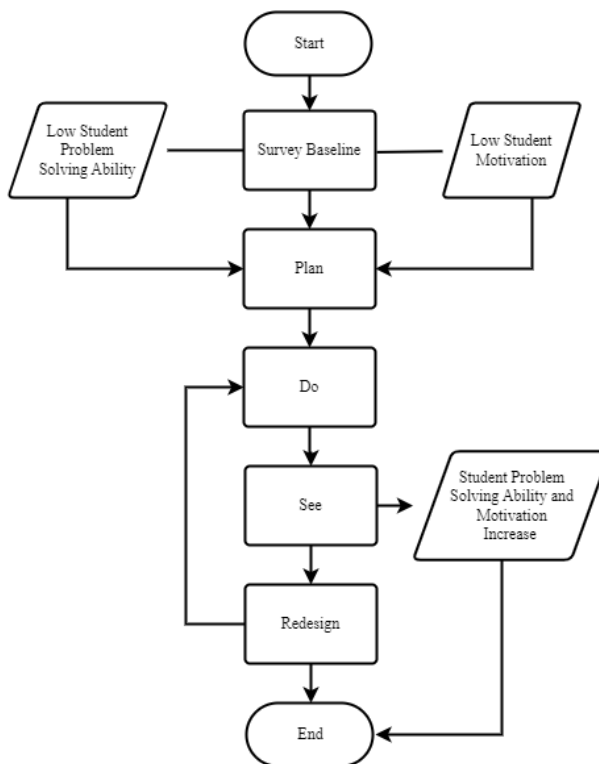 Start
Low Student
Problem
Solving Ability
Survey Baseline
Low Student
Motivation
Plan
Do
See
Student Problem
Solving Ability and
Motivation
Increase
Redesign
End